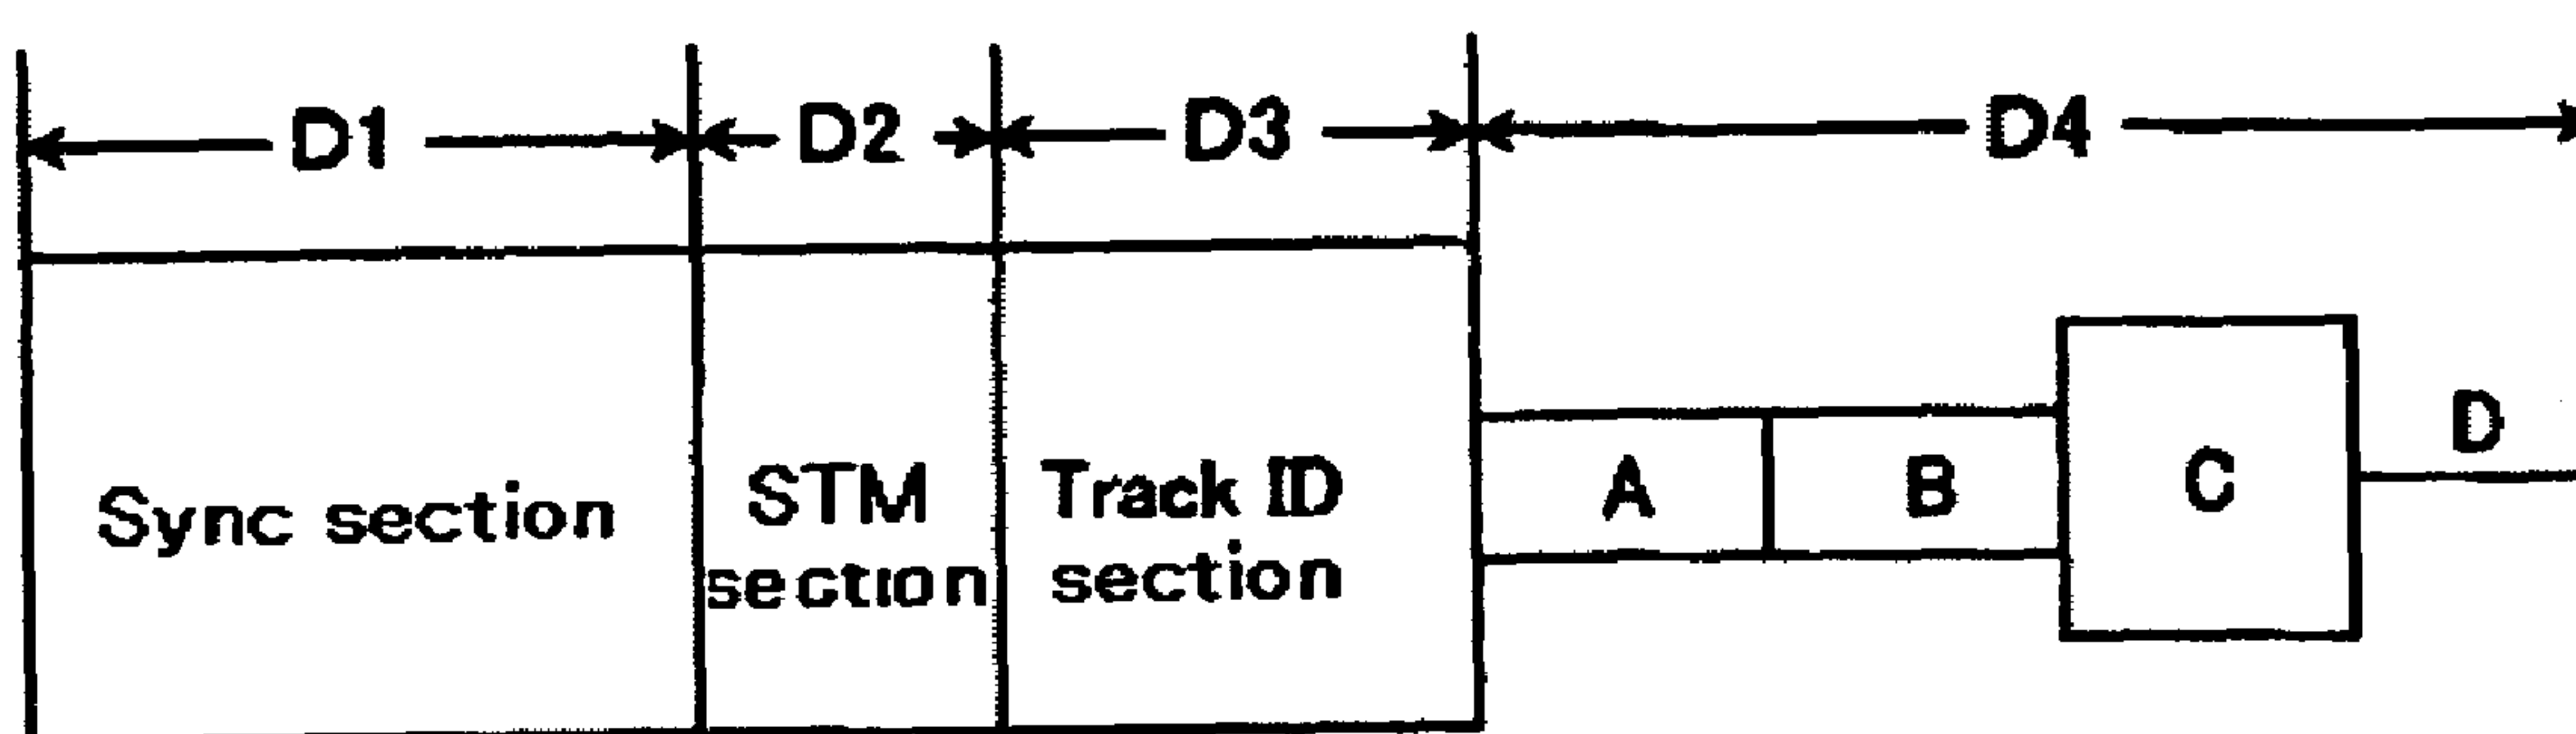 D1 D2 D3 D4
Sync section
STM
section
Track ID
section
A B C D